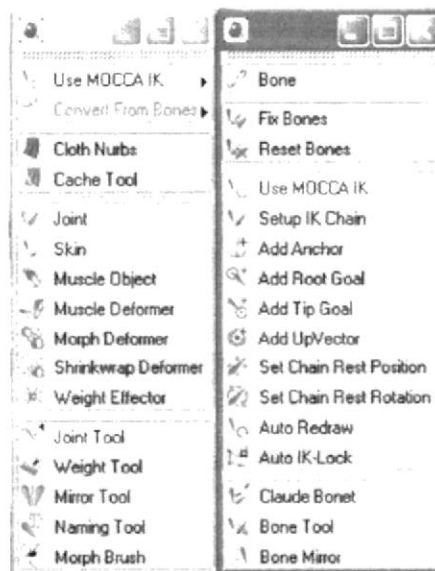 Use MOCCA IK
Convert From Bones
Cloth Nurbs
Cache Tool
Joint
Skin
Muscle Object
Muscle Deformer
Morph Deformer
Shrinkwrap Deformer
Weight Effector
Joint Tool
Weight Tool
Mirror Tool
Naming Tool
Morph Brush
Bone
Fix Bones
Reset Bones
Use MOCCA IK
Setup IK Chain
Add Anchor
Add Root Goal
Add Tip Goal
Add UpVector
Set Chain Rest Position
Set Chain Rest Rotation
Auto Redraw
Auto IK-Lock
Claude Bonet
Bone Tool
Bone Mirror